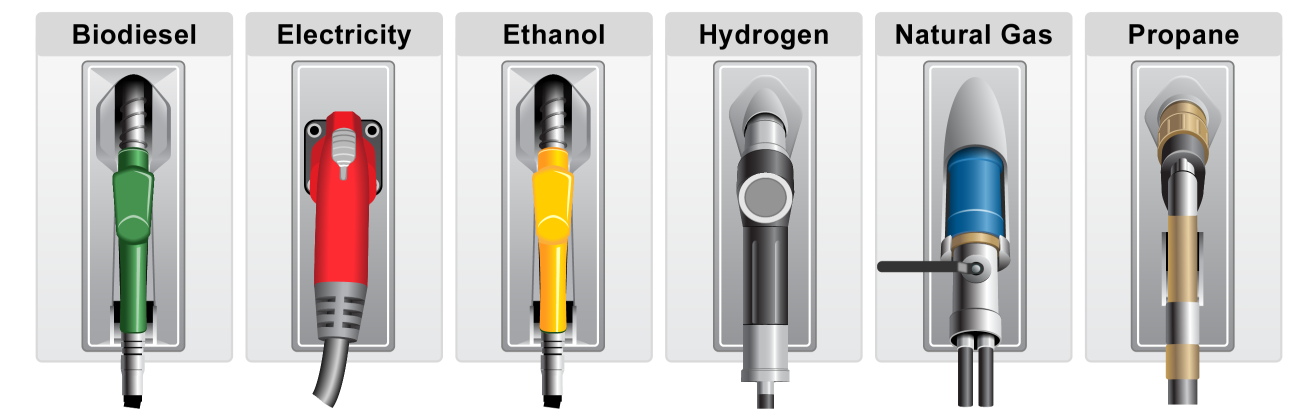 Biodiesel
Electricity
Ethanol
Hydrogen
Natural Gas
Propane